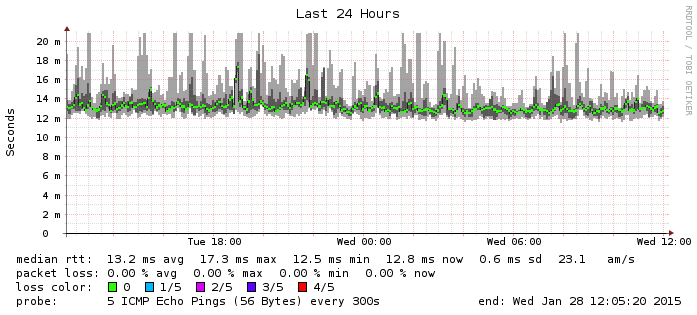 Last 24 Hours
RRDTOOL / TOBI OETIKER
Seconds
20 m
18 m
16 m
14 m
12 m
10 m
8 m
6 m
4 m
2 m
0
Tue 18:00 Wed 00:00 Wed 06:00 Wed 12:00
median rtt: 13.2 ms avg 17.3 ms max 12.5 ms min 12.8 ms now 0.6 ms sd 23.1 am/s
packet loss: 0.00 % avg 0.00 % max 0.00 % min 0.00 % now
loss color: 0 1/5 2/5 3/5 4/5
probe: 5 ICMP Echo Pings (56 Bytes) every 300s end: Wed Jan 28 12:05:20 2015